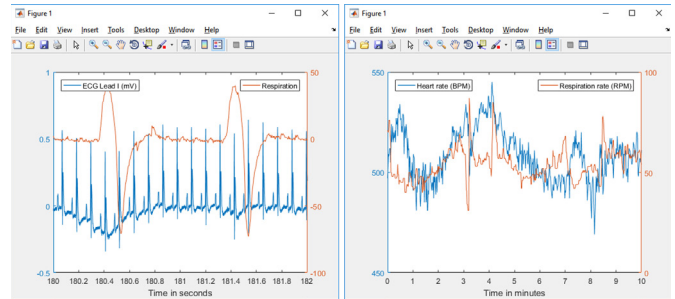 Figure 1
File Edit View Insert Tools Desktop Window Help
1
0.5
0
-0.5
ECG Lead I (mV)
Respiration
50
0
-50
-100
180 180.2 180.4 180.6 180.8 181 181.2 181.4 181.6 181.8 182
Time in seconds
Figure 1
File Edit View Insert Tools Desktop Window Help
550
500
450
Heart rate (BPM)
Respiration rate (RPM)
100
50
0
0 1 2 3 4 5 6 7 8 9 10
Time in minutes